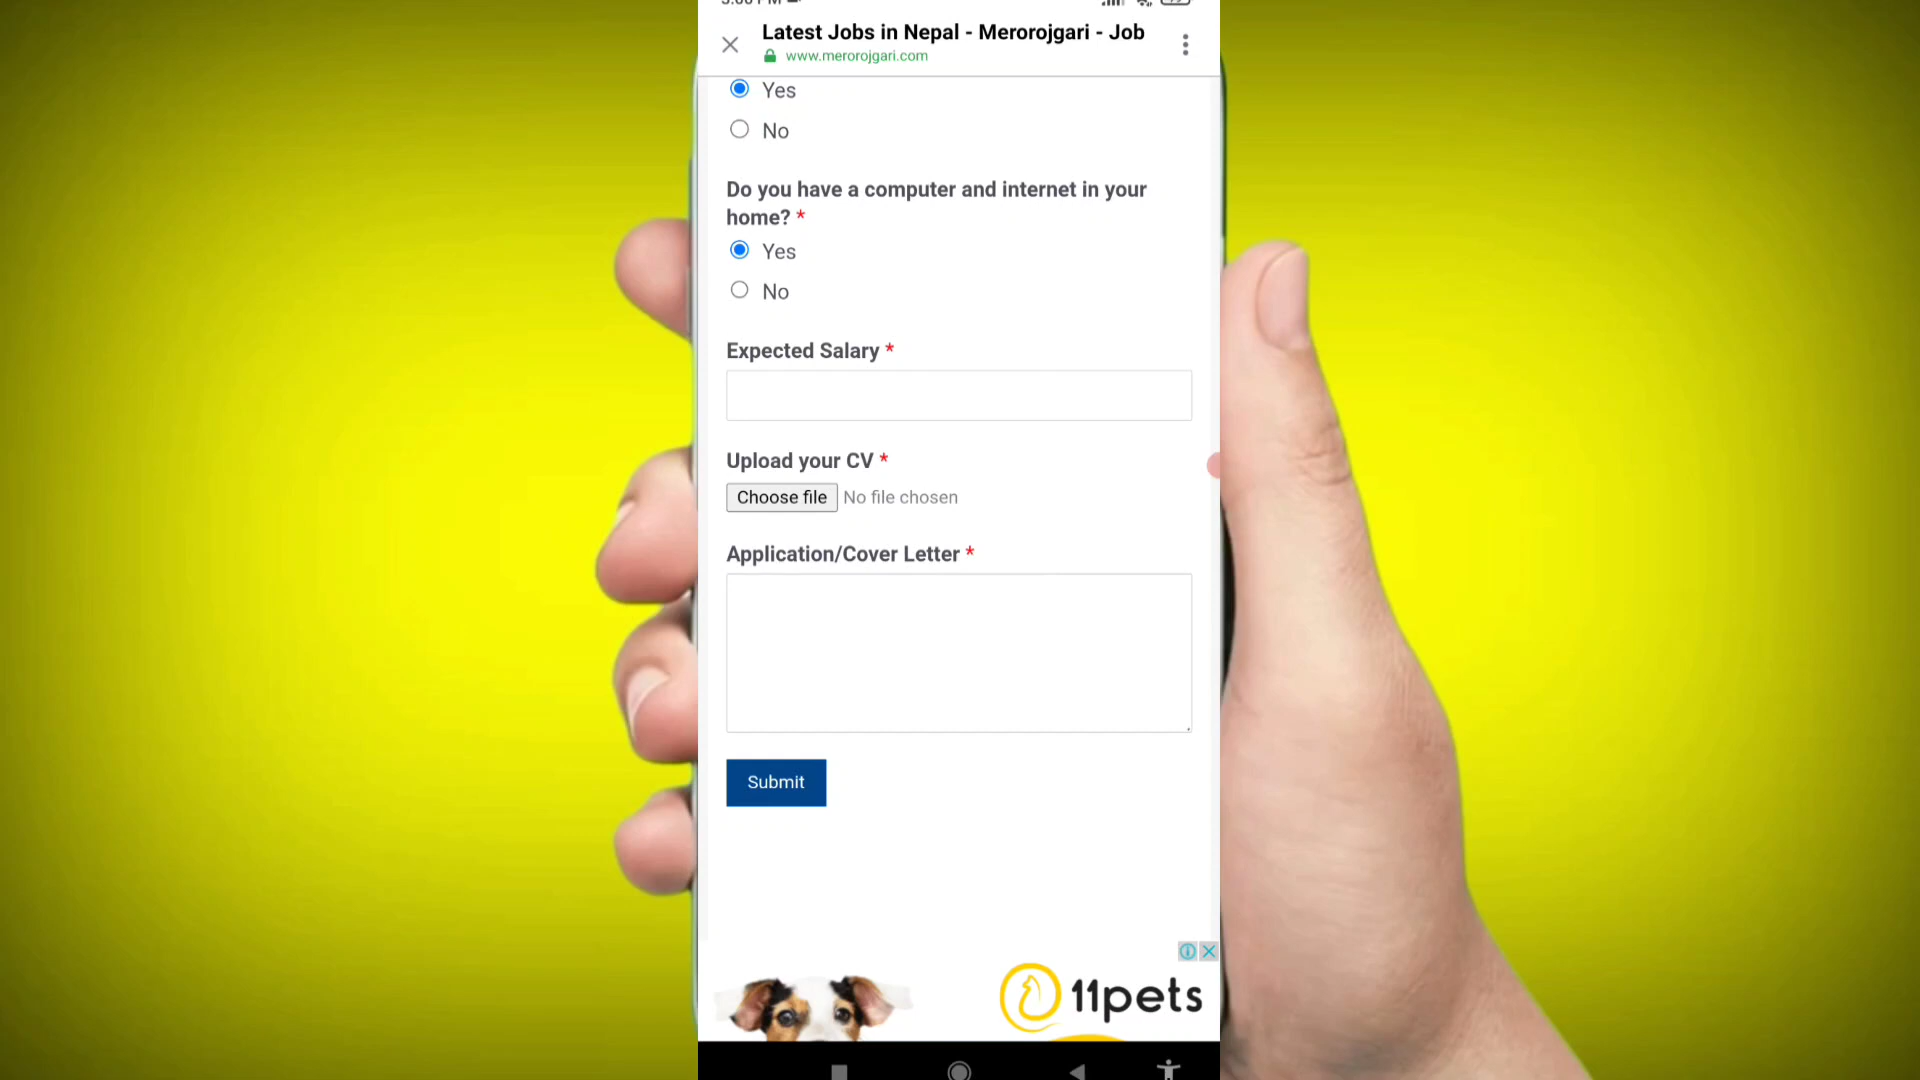 Latest Jobs in Nepal - Merorojgari - Job
www.merorojgari.com
Yes
No
Do you have a computer and internet in your
home? *
Yes
No
Expected Salary *
Upload your CV *
Choose file No file chosen
Application/Cover Letter *
Submit
11pets